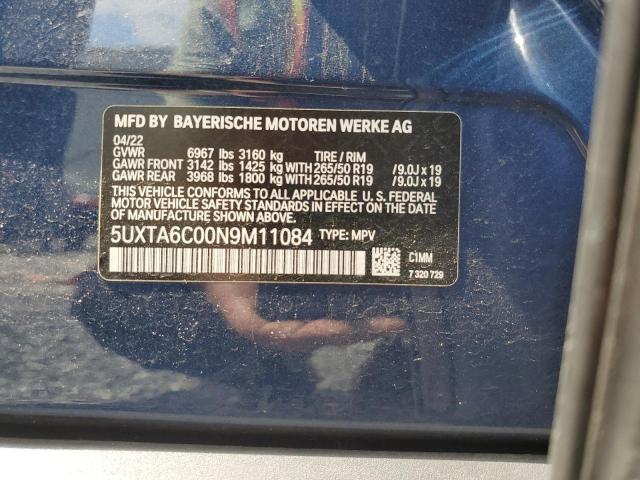 MFD BY BAYERISCHE MOTOREN WERKE AG
04/22
GVWR 6967 lbs 3160 kg TIRE / RIM
GAWR FRONT 3142 lbs 1425 kg WITH 265/50 R19 / 9.0J x 19
GAWR REAR 3968 lbs 1800 kg WITH 265/50 R19 / 9.0J x 19
THIS VEHICLE CONFORMS TO ALL APPLICABLE U. S. FEDERAL
MOTOR VEHICLE SAFETY STANDARDS IN EFFECT ON THE DATE OF
MANUFACTURE SHOWN ABOVE.
5UXTA6C00N9M11084 TYPE: MPV
C1MM
7 320 729